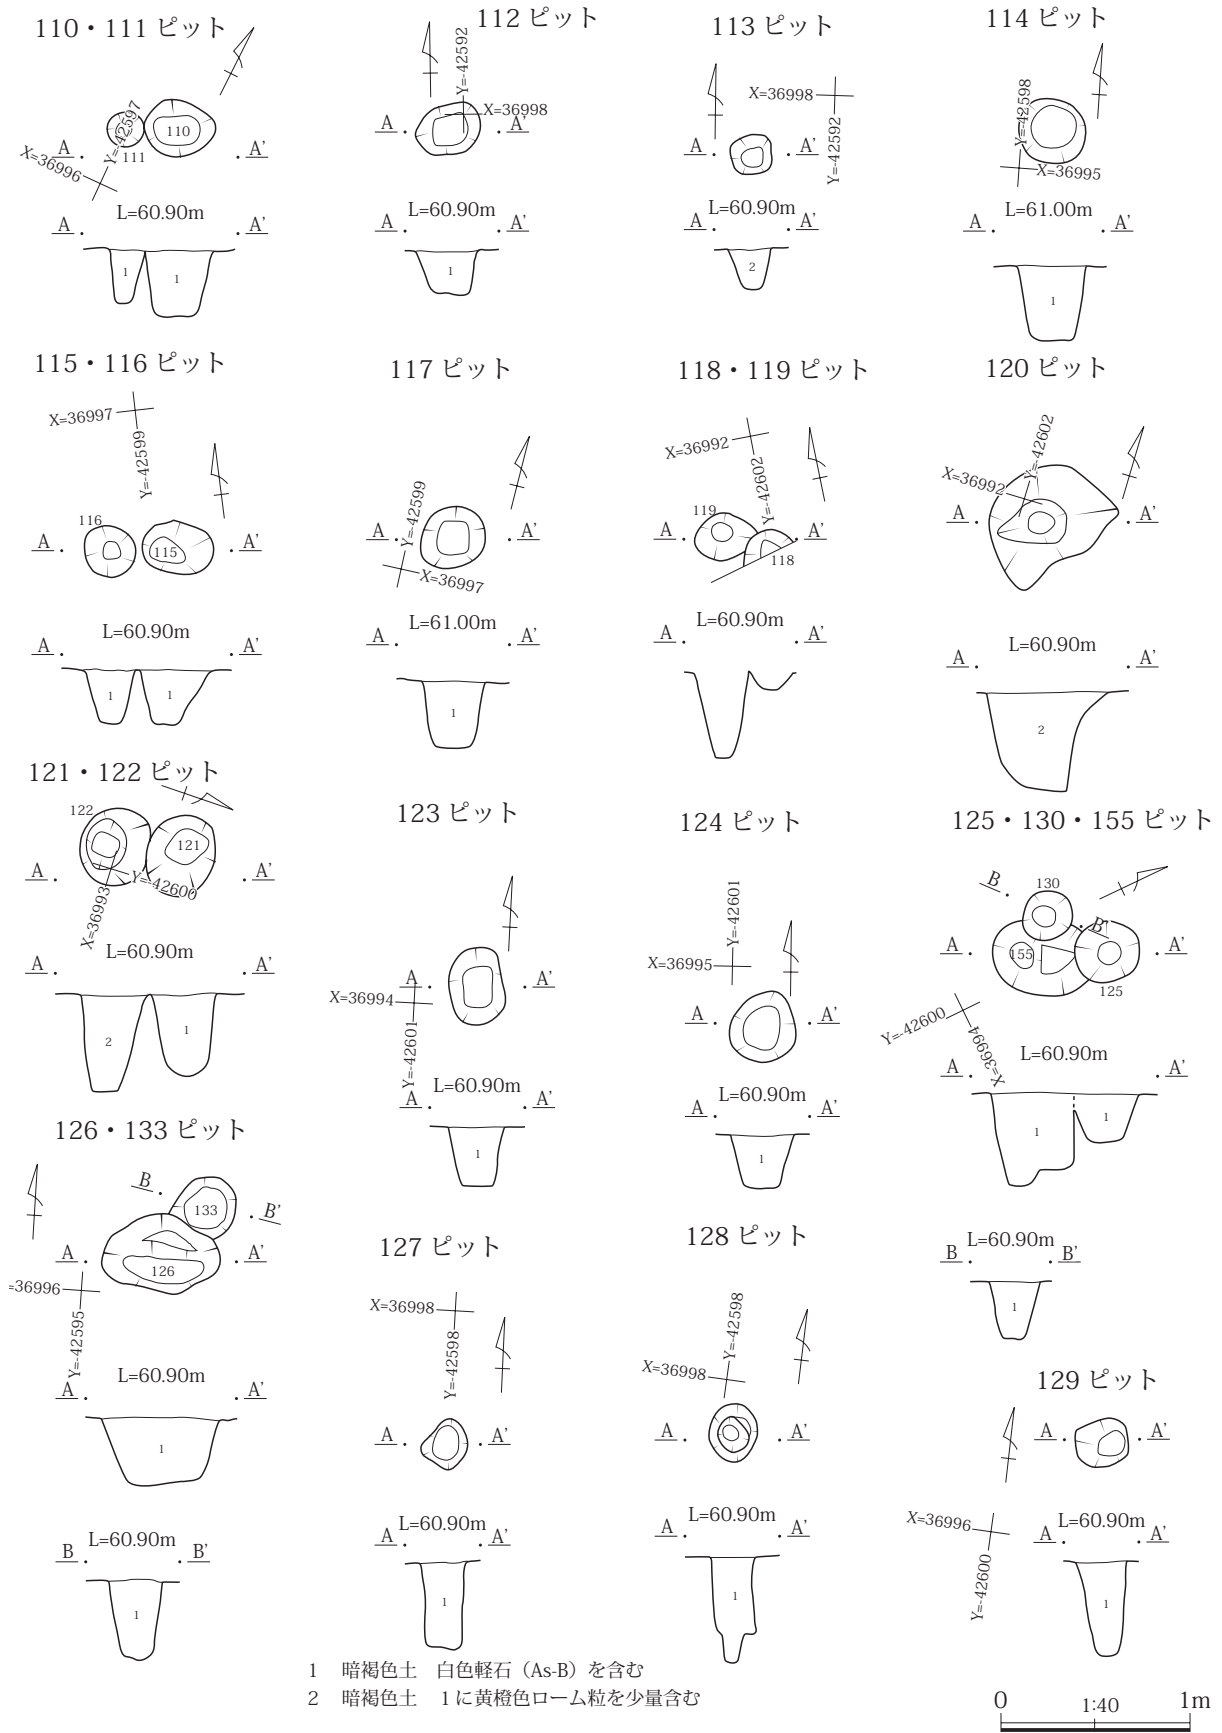 110・111 ピット
Y=-42597
110
111
A
A'
X=36996
L=60.90m
A
A'
1
1
112 ピット
Y=-42592
X=36998
A
A'
L=60.90m
A
A'
1
113 ピット
X=36998
Y=-42592
A
A'
L=60.90m
A
A'
2
114 ピット
Y=-42598
X=36995
L=61.00m
A
A'
1
115・116 ピット
X=36997
Y=-42599
116
115
A
A'
L=60.90m
A
A'
1
1
117 ピット
Y=-42599
A
A'
X=36997
L=61.00m
A
A'
1
118・119 ピット
X=36992
Y=-42602
119
118
A
A'
L=60.90m
A
A'
120 ピット
Y=-42602
X=36992
A
A'
L=60.90m
A
A'
2
121・122 ピット
122
121
A
A'
Y=-42600
X=36993
L=60.90m
A
A'
2
1
123 ピット
A
A'
X=36994
Y=-42601
L=60.90m
A
A'
1
124 ピット
Y=-42601
X=36995
A
A'
L=60.90m
A
A'
1
125・130・155 ピット
B
130
B'
A
155
A'
125
Y=-42600
X=36994
L=60.90m
A
A'
1
1
L=60.90m
B
B'
1
126・133 ピット
B
133
B'
A
A'
126
=36996
Y=-42595
L=60.90m
A
A'
1
L=60.90m
B
B'
1
127 ピット
X=36998
Y=-42598
A
A'
L=60.90m
A
A'
1
128 ピット
Y=-42598
X=36998
A
A'
L=60.90m
A
A'
1
129 ピット
A
A'
X=36996
Y=-42600
L=60.90m
A
A'
1
1 暗褐色土 白色軽石（As-B）を含む
2 暗褐色土 １に黄橙色ローム粒を少量含む
0 1:40 1m